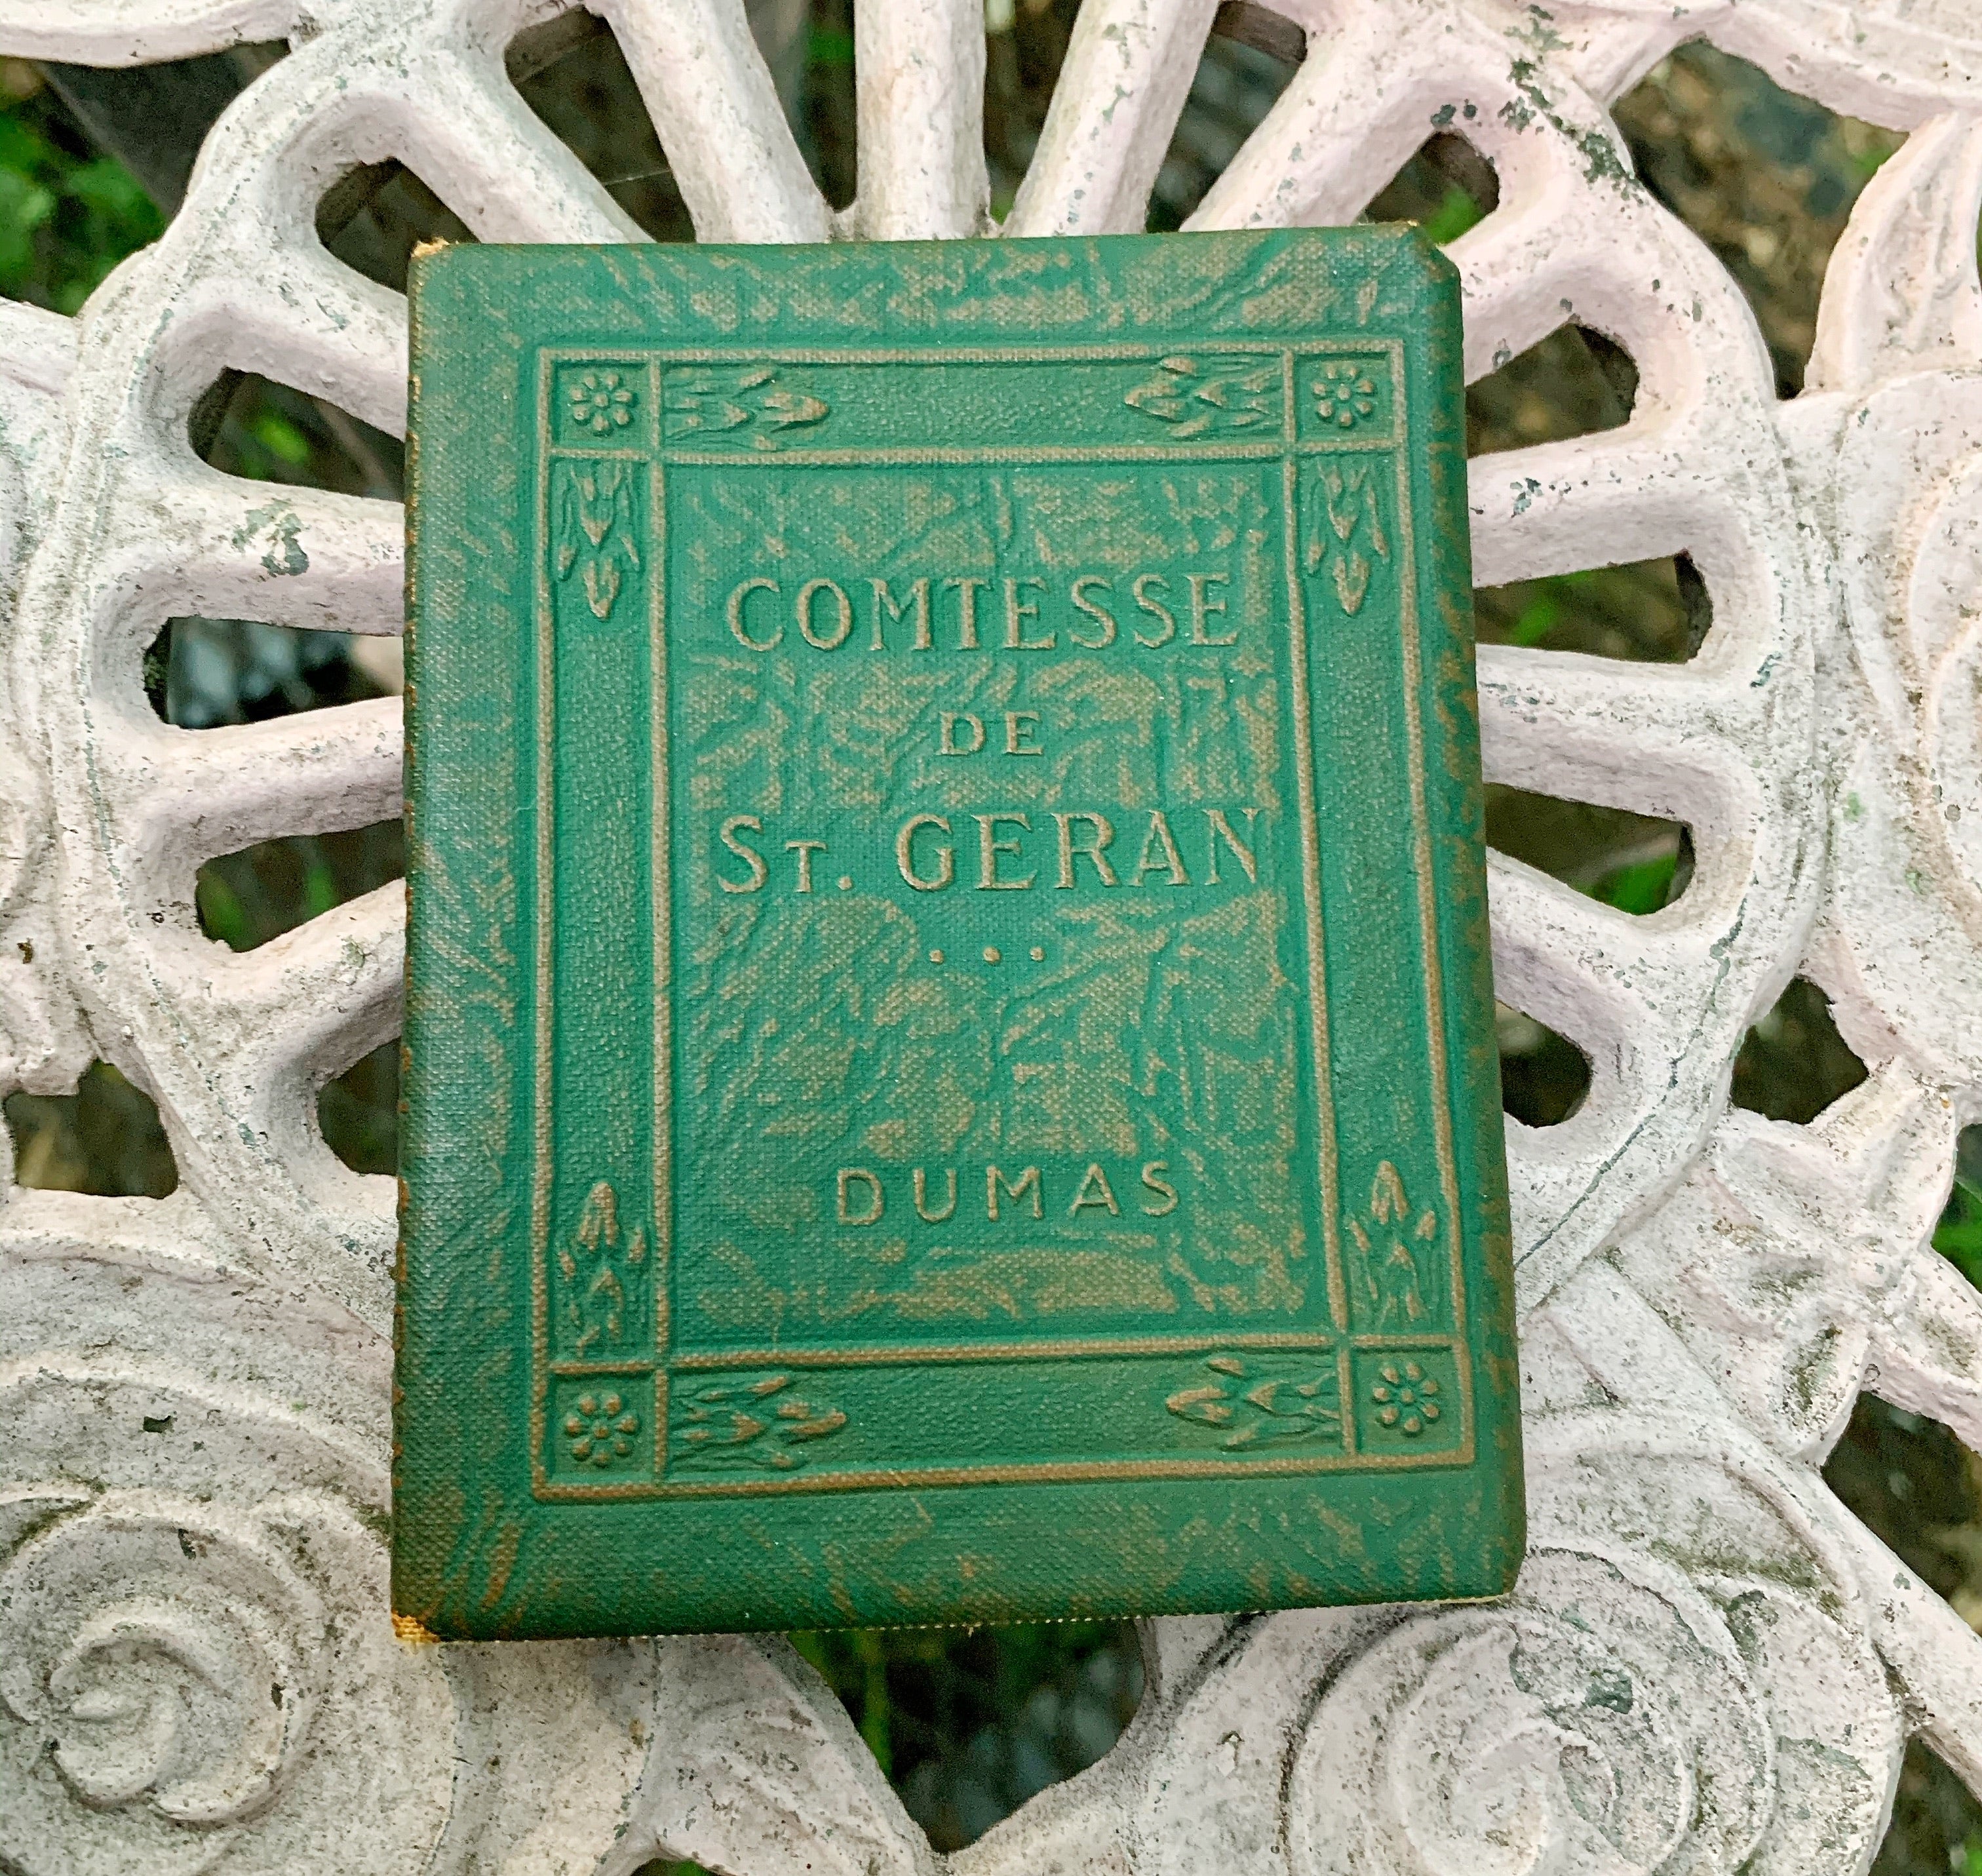 COMTESSE
DE
ST. GERAN
...
DUMAS